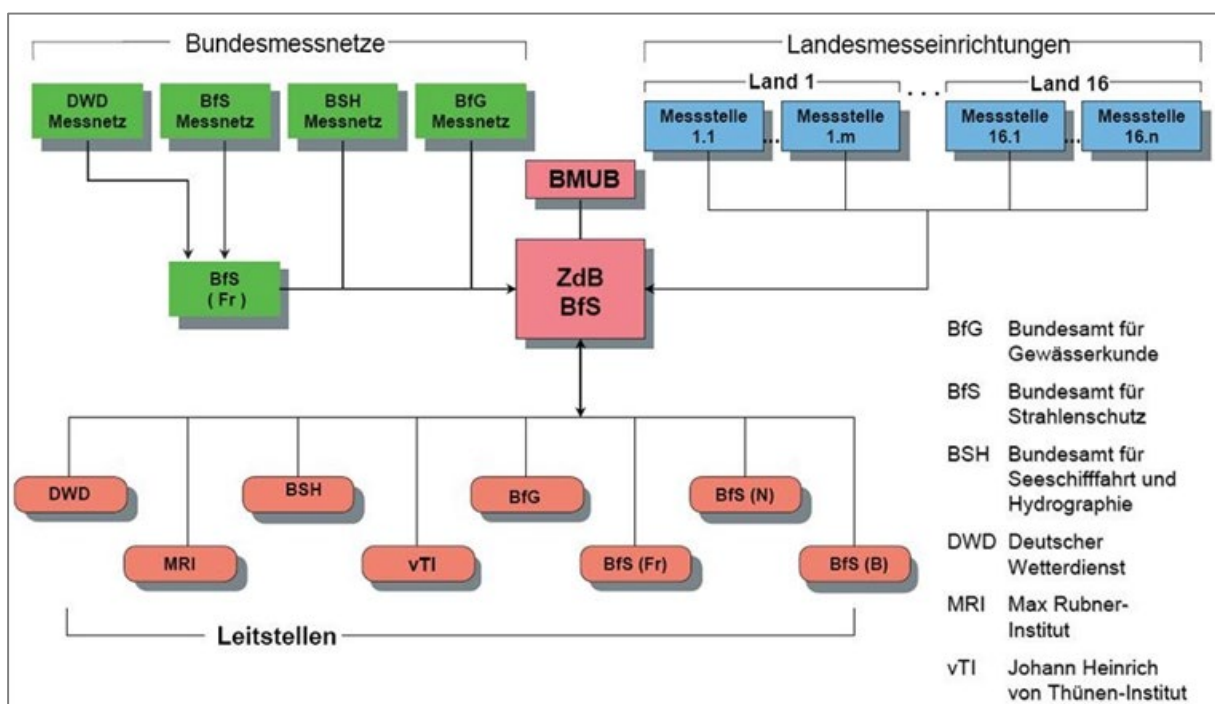 Bundesmessnetze
Landesmesseinrichtungen
Land 1
. . .
Land 16
DWD
Messnetz
BfS
Messnetz
BSH
Messnetz
BfG
Messnetz
Messstelle
1.1
...
Messstelle
1.m
Messstelle
16.1
...
Messstelle
16.n
BMUB
BfS
( Fr )
ZdB
BfS
DWD
MRI
BSH
vTI
BfG
BfS (Fr)
BfS (N)
BfS (B)
Leitstellen
BfG Bundesamt für
Gewässerkunde
BfS Bundesamt für
Strahlenschutz
BSH Bundesamt für
Seeschifffahrt und
Hydrographie
DWD Deutscher
Wetterdienst
MRI Max Rubner-
Institut
vTI Johann Heinrich
von Thünen-Institut